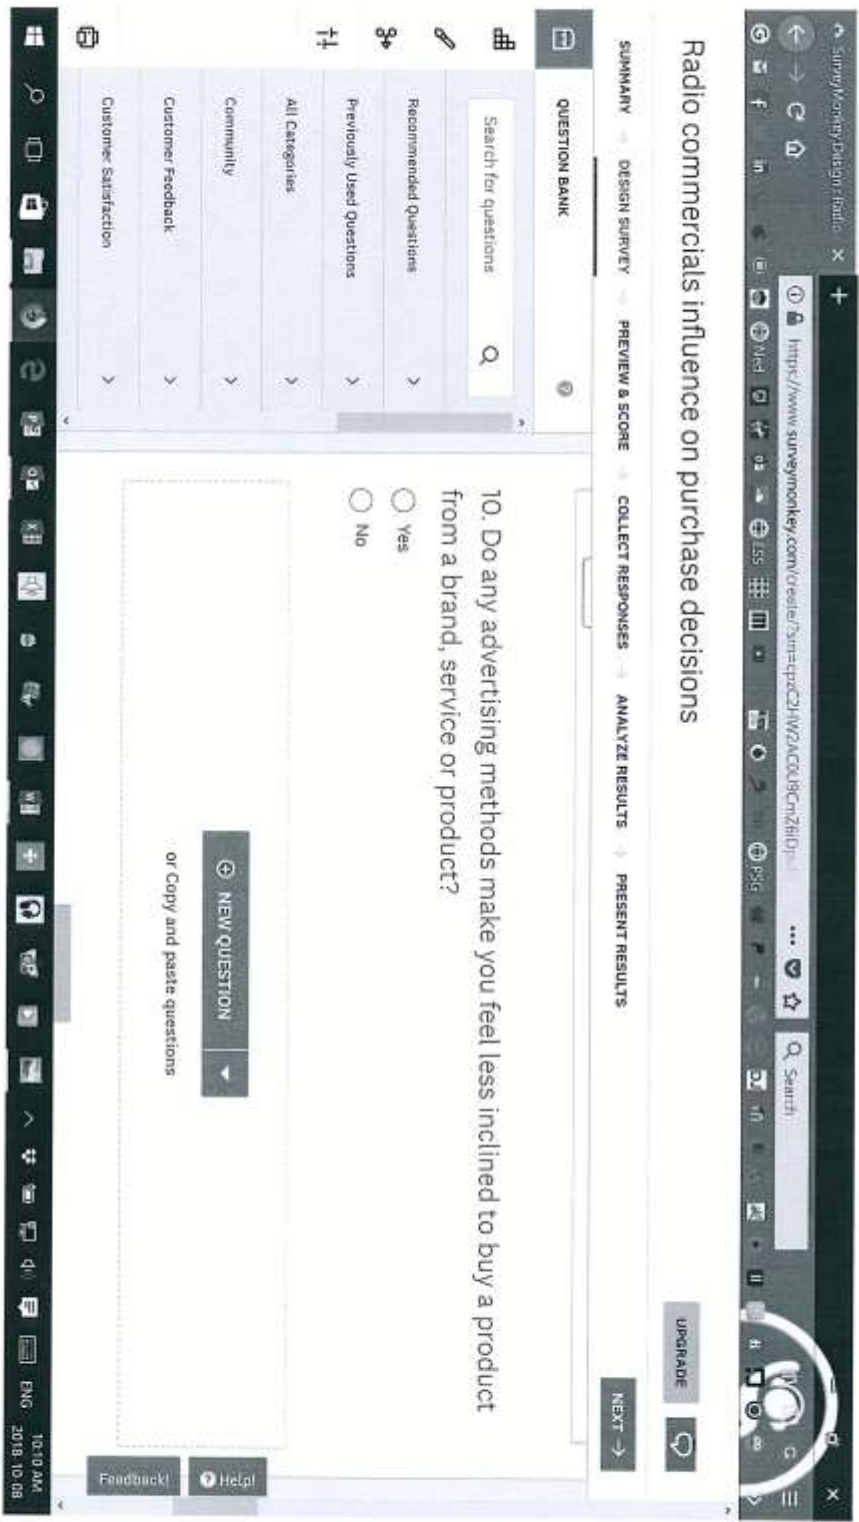 SurveyMonkey Design : Radio
https://www.surveymonkey.com/create/?sm=
Search
Ned
ESS
PSG
Radio commercials influence on purchase decisions
UPGRADE
SUMMARY → DESIGN SURVEY → PREVIEW & SCORE → COLLECT RESPONSES → ANALYZE RESULTS → PRESENT RESULTS
NEXT →
QUESTION BANK
Search for questions
Recommended Questions
Previously Used Questions
All Categories
Community
Customer Feedback
Customer Satisfaction
10. Do any advertising methods make you feel less inclined to buy a product
from a brand, service or product?
Yes
No
NEW QUESTION
or Copy and paste questions
Help!
Feedback!
ENG
10:10 AM
2018-10-08